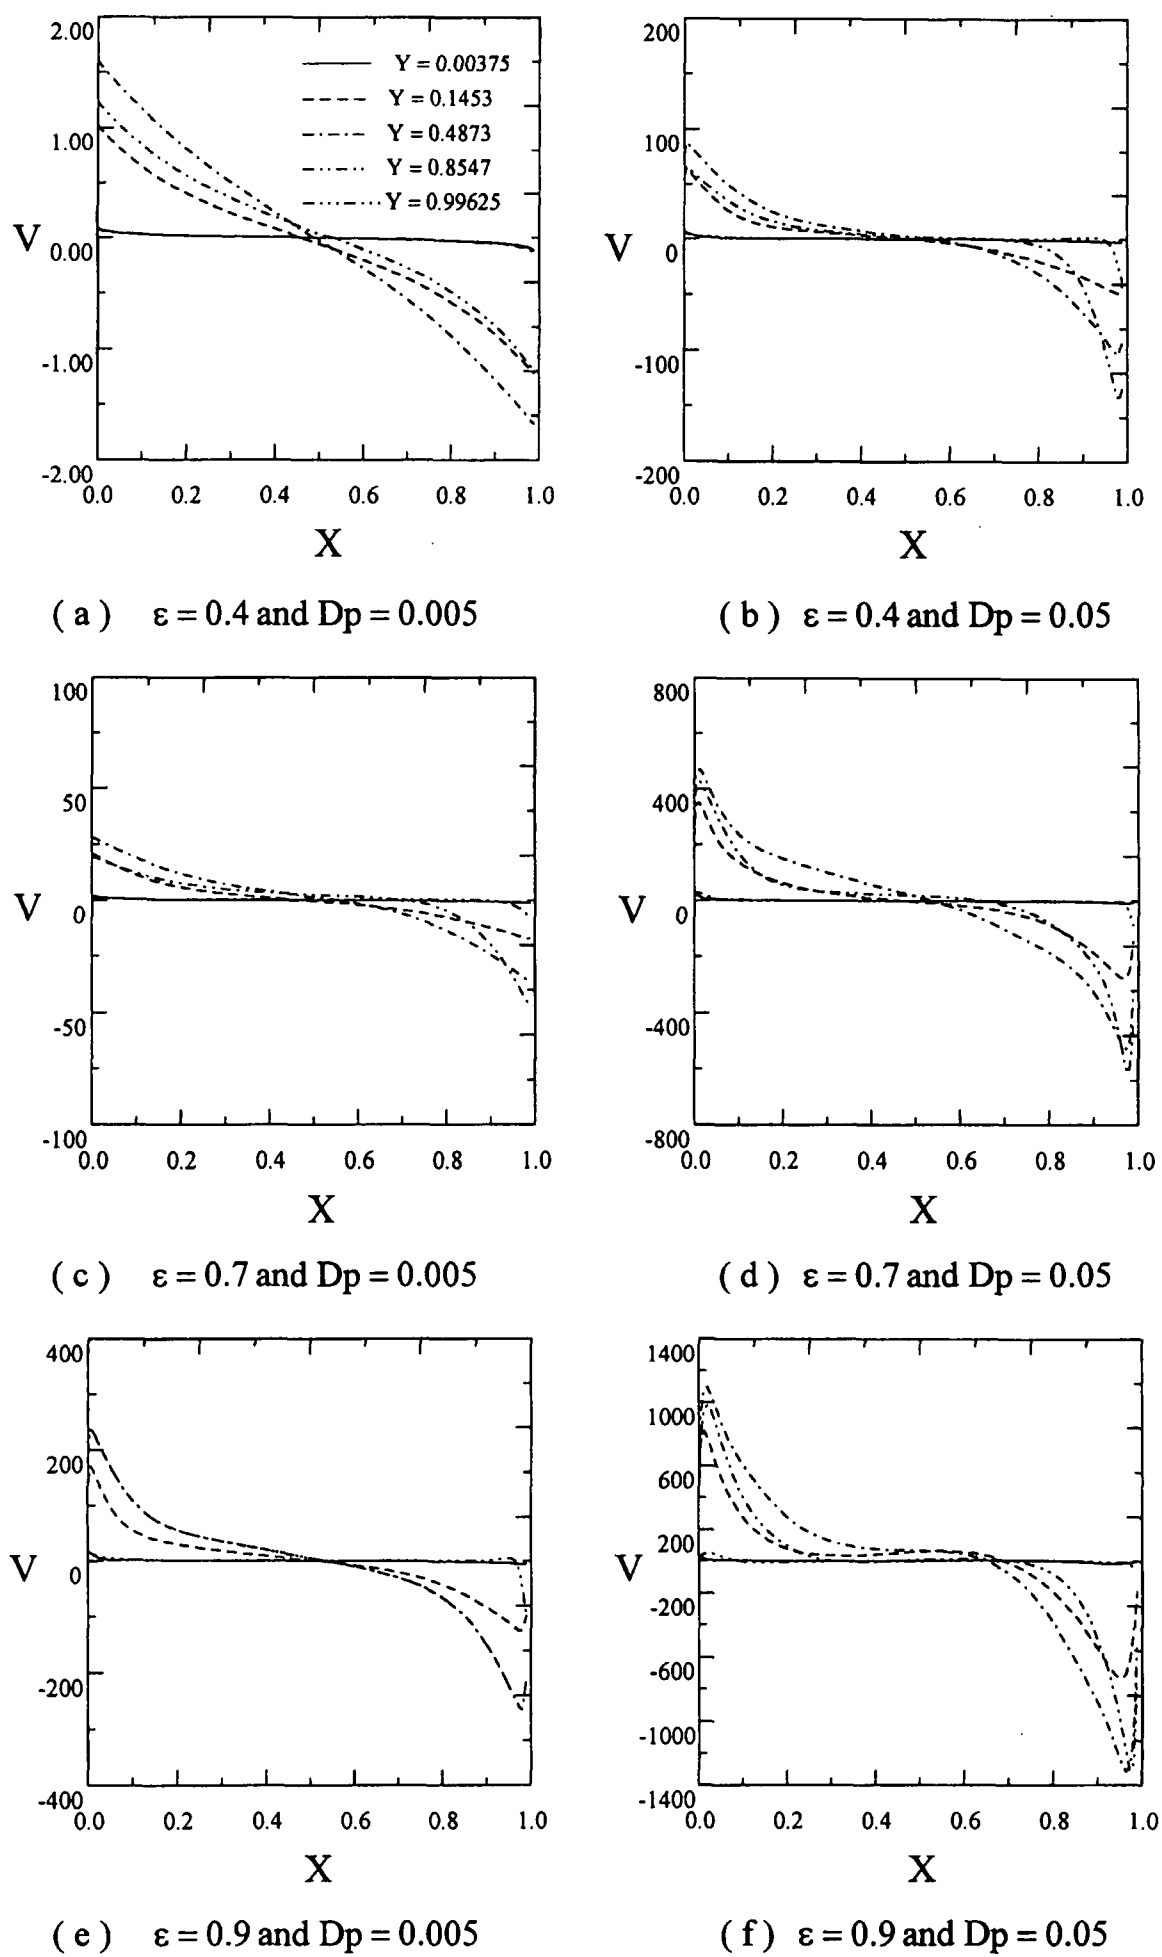 2.00
1.00
0.00
-1.00
-2.00
V
Y = 0.00375
Y = 0.1453
Y = 0.4873
Y = 0.8547
Y = 0.99625
0.0 0.2 0.4 0.6 0.8 1.0
X
( a ) ε = 0.4 and Dp = 0.005
200
100
0
-100
-200
V
0.0 0.2 0.4 0.6 0.8 1.0
X
( b ) ε = 0.4 and Dp = 0.05
100
50
0
-50
-100
V
0.0 0.2 0.4 0.6 0.8 1.0
X
( c ) ε = 0.7 and Dp = 0.005
800
400
0
-400
-800
V
0.0 0.2 0.4 0.6 0.8 1.0
X
( d ) ε = 0.7 and Dp = 0.05
400
200
0
-200
-400
V
0.0 0.2 0.4 0.6 0.8 1.0
X
( e ) ε = 0.9 and Dp = 0.005
1400
1000
600
200
-200
-600
-1000
-1400
V
0.0 0.2 0.4 0.6 0.8 1.0
X
( f ) ε = 0.9 and Dp = 0.05